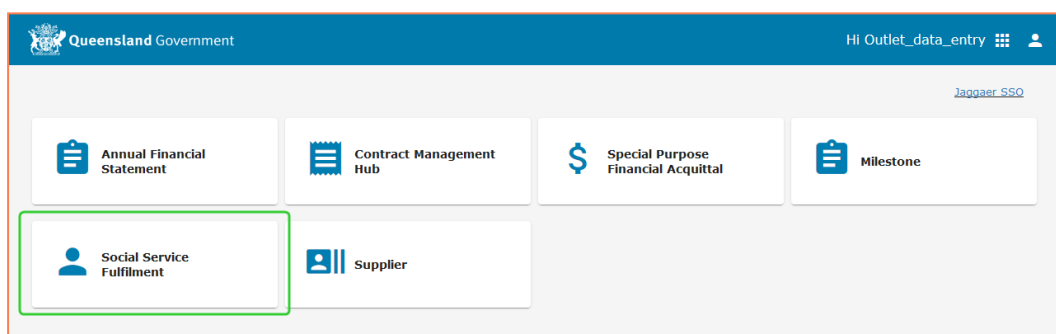 Queensland Government
Hi Outlet_data_entry
Jaggaer SSO
Annual Financial
Statement
Contract Management
Hub
Special Purpose
Financial Acquittal
Milestone
Social Service
Fulfilment
Supplier